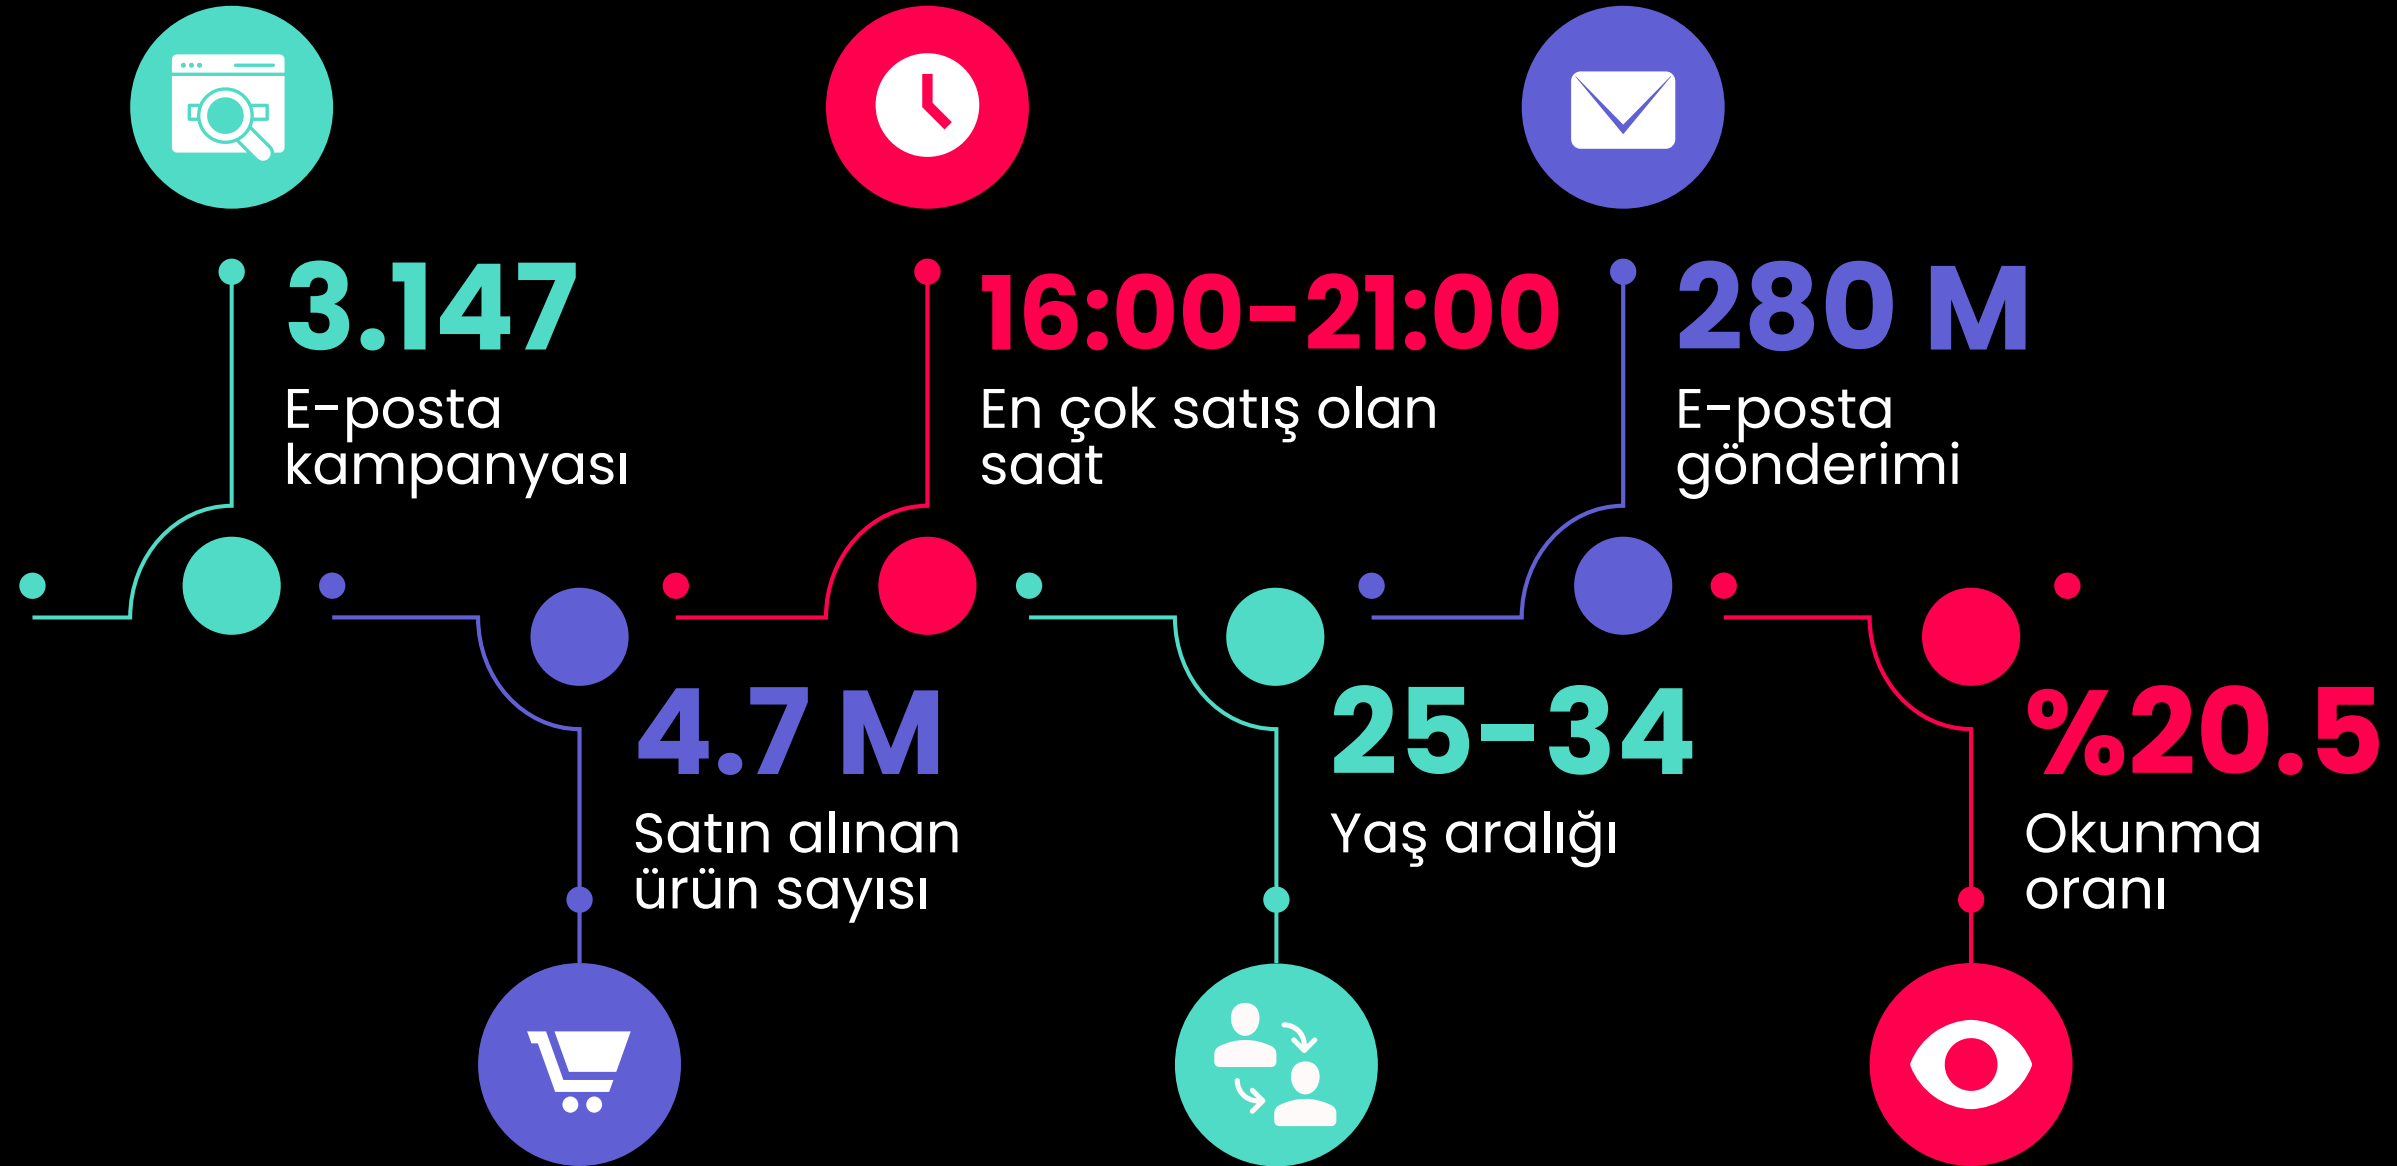 3.147
E-posta
kampanyası
16:00-21:00
En çok satış olan
saat
280 M
E-posta
gönderimi
4.7 M
Satın alınan
ürün sayısı
25-34
Yaş aralığı
%20.5
Okunma
oranı